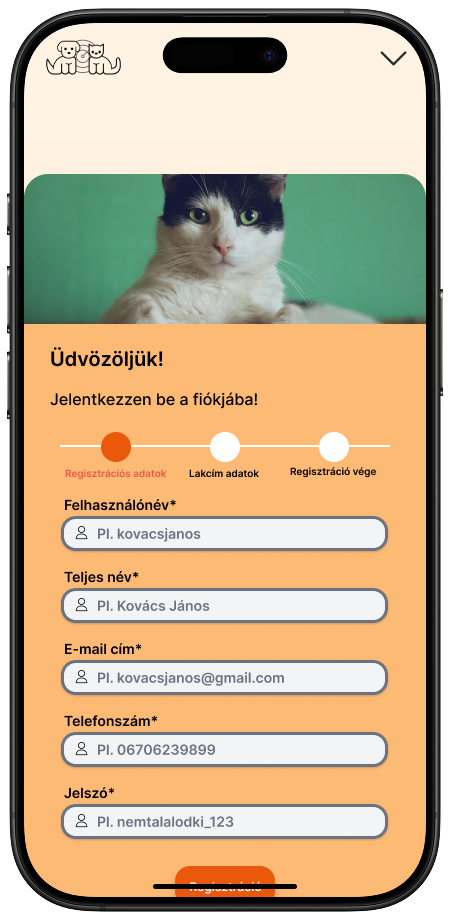 Üdvözöljük!
Jelentkezzen be a fiókjába!
Regisztrációs adatok
Lakcím adatok
Regisztráció vége
Felhasználónév*
Pl. kovacsjanos
Teljes név*
Pl. Kovács János
E-mail cím*
Pl. kovacsjanos@gmail.com
Telefonszám*
Pl. 06706239899
Jelszó*
Pl. nemtalalodki_123
Regisztráció